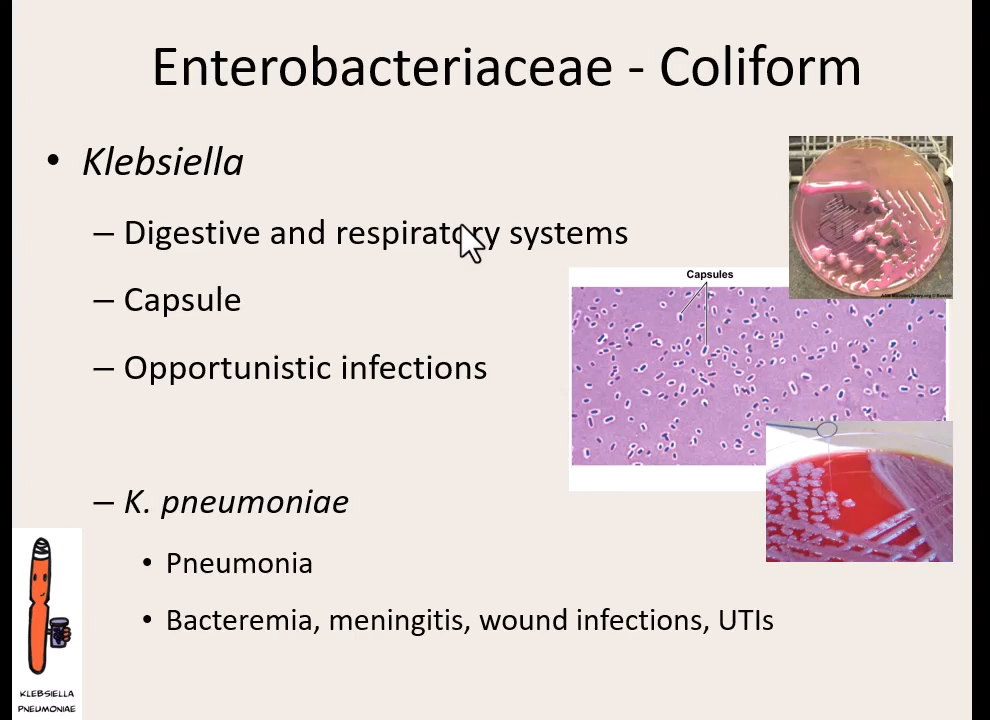 Enterobacteriaceae - Coliform
• Klebsiella
– Digestive and respiratory systems
– Capsule
– Opportunistic infections
– K. pneumoniae
• Pneumonia
• Bacteremia, meningitis, wound infections, UTIs
Capsules
KLEBSIELLA
PNEUMONIAE